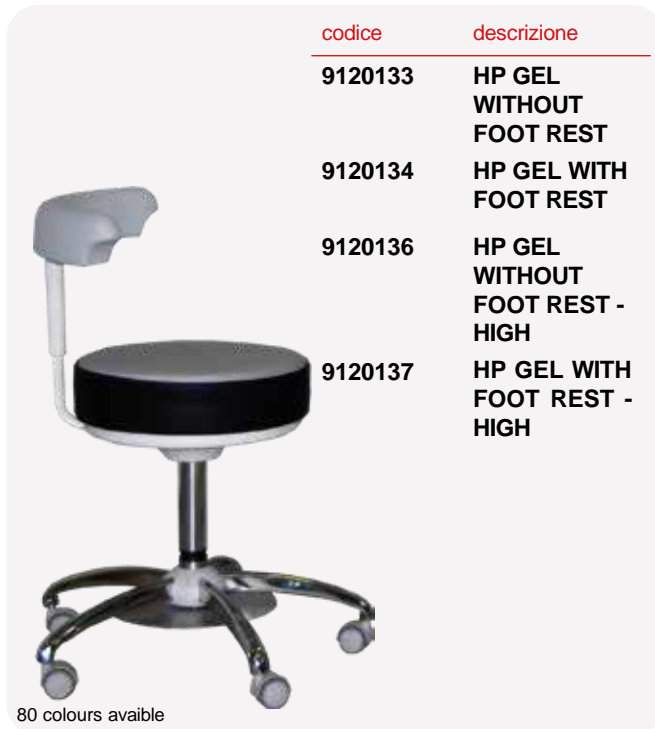 codice descrizione
9120133 HP GEL
WITHOUT
FOOT REST
9120134 HP GEL WITH
FOOT REST
9120136 HP GEL
WITHOUT
FOOT REST -
HIGH
9120137 HP GEL WITH
FOOT REST -
HIGH
80 colours avaible